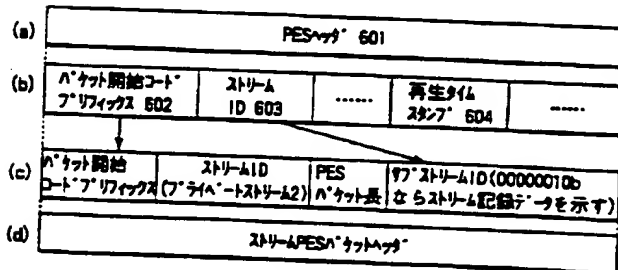 (a) PESヘッダ 601
(b) パケット開始コード プリフィックス 602 ストリーム ID 603 …… 再生タイム スタンプ 604 ……
(c) パケット開始 コードプリフィックス ストリームID (プライベートストリーム2) PES パケット長 サブストリームID(00000010b ならストリーム記録データを示す)
(d) ストリームPESパケットヘッダ